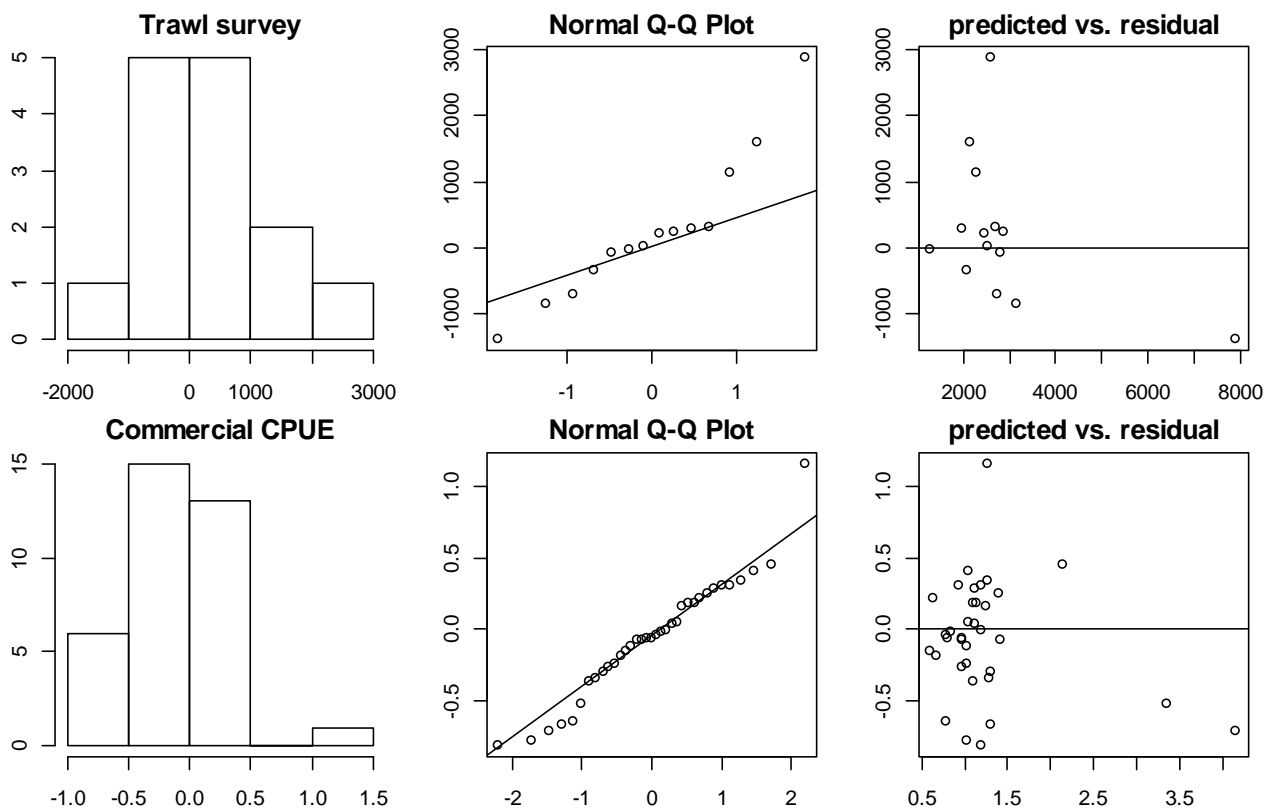 Trawl survey
Normal Q-Q Plot
predicted vs. residual
5
4
3
2
1
0
-2000 0 1000 3000
3000
2000
1000
0
-1000
-1 0 1
3000
2000
1000
0
-1000
2000 4000 6000 8000
Commercial CPUE
Normal Q-Q Plot
predicted vs. residual
15
10
5
0
-1.0 -0.5 0.0 0.5 1.0 1.5
1.0
0.5
0.0
-0.5
-2 -1 0 1 2
1.0
0.5
0.0
-0.5
0.5 1.5 2.5 3.5